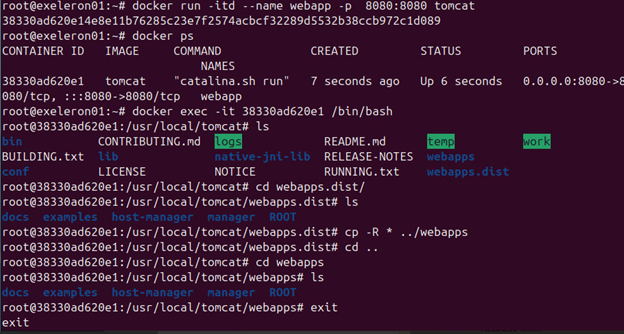 root@exeleron01:~# docker run -itd --name webapp -p  8080:8080 tomcat
38330ad620e14e8e11b76285c23e7f2574acbcf32289d5532b38ccb972c1d089
root@exeleron01:~# docker ps
CONTAINER ID   IMAGE     COMMAND             CREATED         STATUS         PORTS
                         NAMES
38330ad620e1   tomcat    "catalina.sh run"   7 seconds ago   Up 6 seconds   0.0.0.0:8080->8
080/tcp, :::8080->8080/tcp   webapp
root@exeleron01:~# docker exec -it 38330ad620e1 /bin/bash
root@38330ad620e1:/usr/local/tomcat# ls
bin           CONTRIBUTING.md  logs            README.md      temp          work
BUILDING.txt  lib              native-jni-lib  RELEASE-NOTES  webapps
conf          LICENSE          NOTICE          RUNNING.txt    webapps.dist
root@38330ad620e1:/usr/local/tomcat# cd webapps.dist/
root@38330ad620e1:/usr/local/tomcat/webapps.dist# ls
docs  examples  host-manager  manager  ROOT
root@38330ad620e1:/usr/local/tomcat/webapps.dist# cp -R * ../webapps
root@38330ad620e1:/usr/local/tomcat/webapps.dist# cd ..
root@38330ad620e1:/usr/local/tomcat# cd webapps
root@38330ad620e1:/usr/local/tomcat/webapps# ls
docs  examples  host-manager  manager  ROOT
root@38330ad620e1:/usr/local/tomcat/webapps# exit
exit